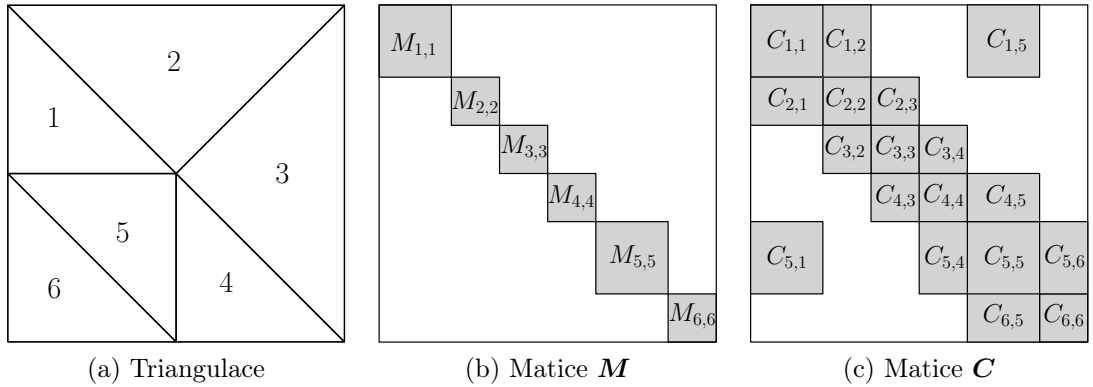 2
1
3
5
6
4
(a) Triangulace
M1,1
M2,2
M3,3
M4,4
M5,5
M6,6
(b) Matice M
C1,1 C1,2 C1,5
C2,1 C2,2 C2,3
C3,2 C3,3 C3,4
C4,3 C4,4 C4,5
C5,1 C5,4 C5,5 C5,6
C6,5 C6,6
(c) Matice C